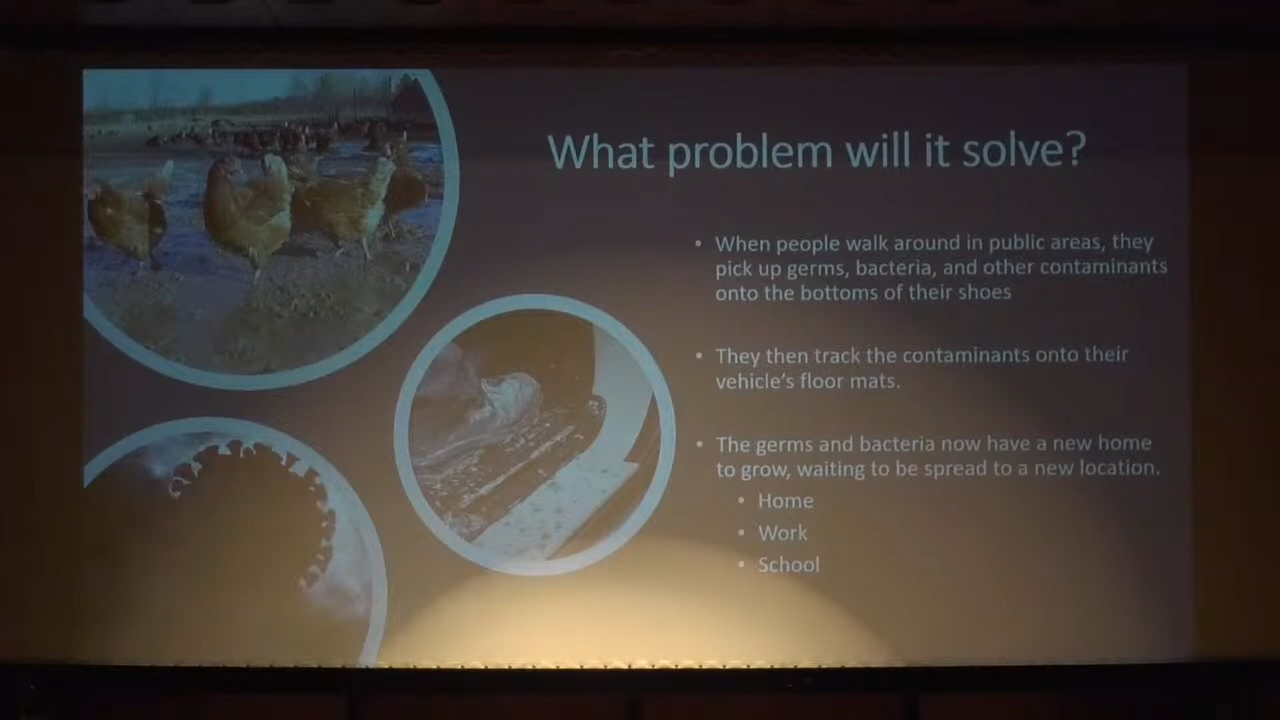 What problem will it solve?
• When people walk around in public areas, they
pick up germs, bacteria, and other contaminants
onto the bottoms of their shoes
• They then track the contaminants onto their
vehicle's floor mats.
• The germs and bacteria now have a new home
to grow, waiting to be spread to a new location.
• Home
• Work
• School